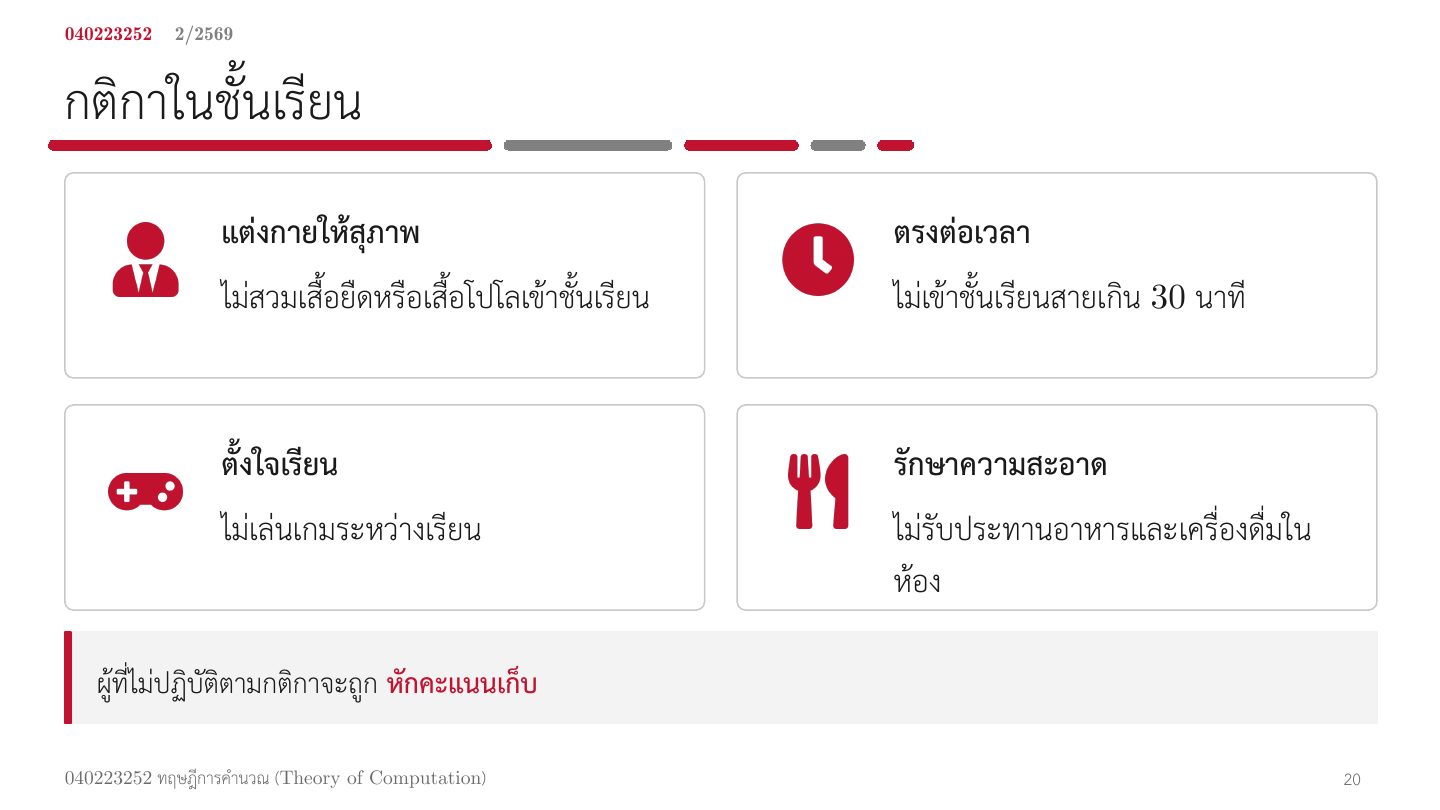 040223252 2/2569
กติกาในชั้นเรียน
แต่งกายให้สุภาพ
ไม่สวมเสื้อยืดหรือเสื้อโปโลเข้าชั้นเรียน
ตรงต่อเวลา
ไม่เข้าชั้นเรียนสายเกิน 30 นาที
ตั้งใจเรียน
ไม่เล่นเกมระหว่างเรียน
รักษาความสะอาด
ไม่รับประทานอาหารและเครื่องดื่มใน
ห้อง
ผู้ที่ไม่ปฏิบัติตามกติกาจะถูก หักคะแนนเก็บ
040223252 ทฤษฎีการคำนวณ (Theory of Computation)
20